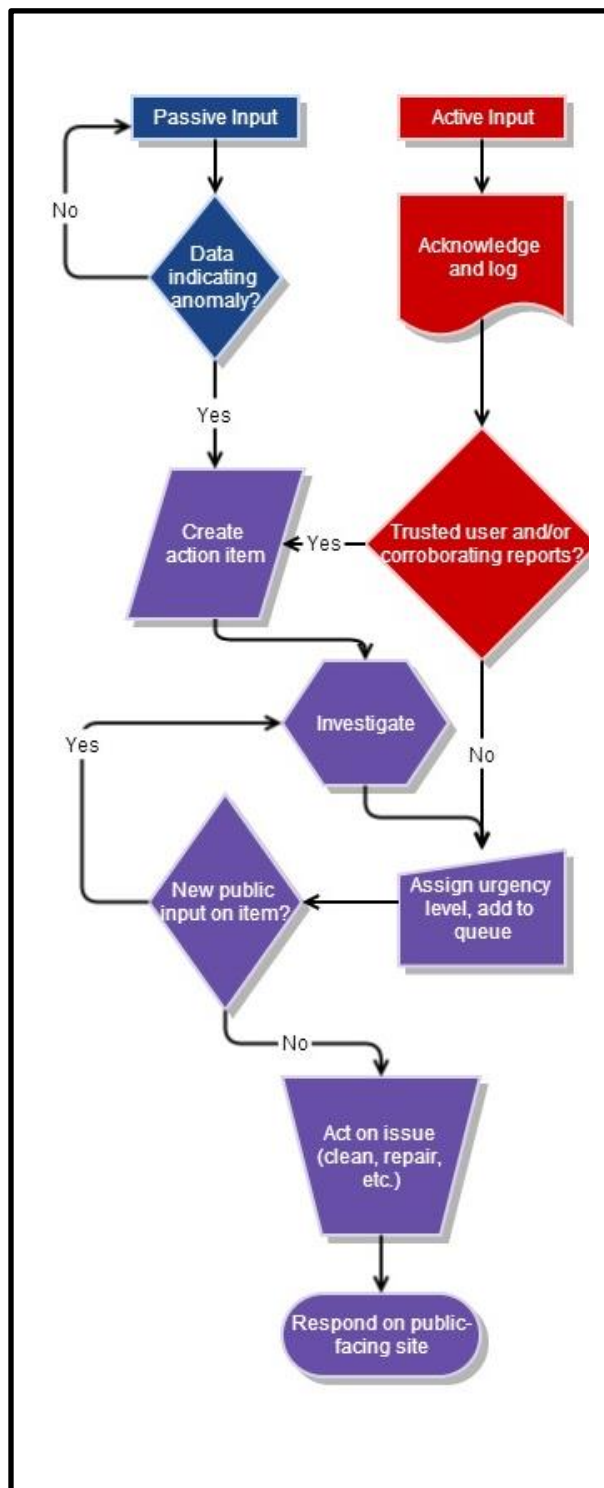 Passive Input
Active Input
No
Data
indicating
anomaly?
Acknowledge
and log
Yes
Create
action item
Yes
Trusted user and/or
corroborating reports?
Investigate
Yes
No
New public
input on item?
Assign urgency
level, add to
queue
No
Act on issue
(clean, repair,
etc.)
Respond on public-
facing site